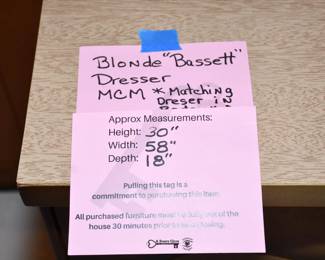 Blonde "Bassett"
Dresser
MCM * Matching
Dreser in
Approx Measurements:
Height: 30"
Width: 58"
Depth: 18"
Pulling this tag is a
commitment to purchasing this item.
All purchased furniture must be fully out of the
house 30 minutes prior to closing.